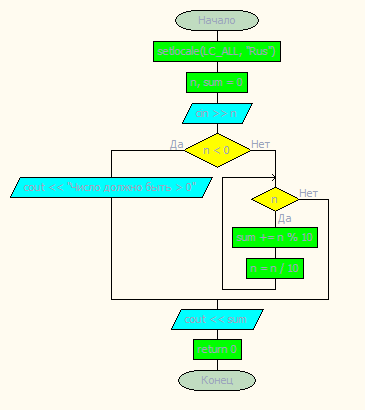 Начало
setlocale(LC_ALL, "Rus")
n, sum = 0
cin >> n
Да
n < 0
Нет
cout << "Число должно быть > 0"
n
Нет
Да
sum += n % 10
n = n / 10
cout << sum
return 0
Конец